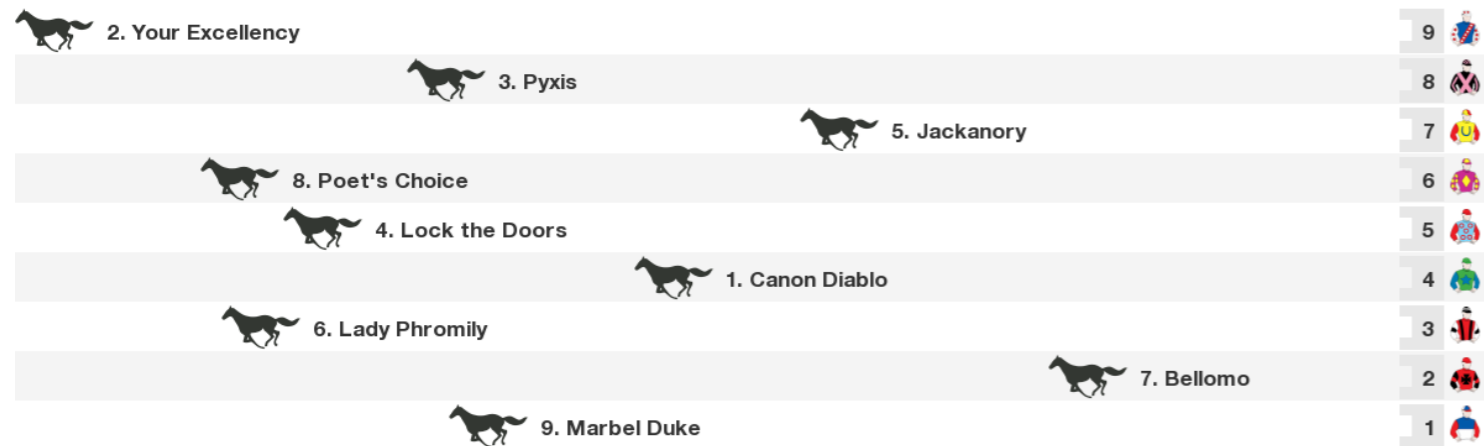 2. Your Excellency 9
3. Pyxis 8
5. Jackanory 7
8. Poet's Choice 6
4. Lock the Doors 5
1. Canon Diablo 4
6. Lady Phromily 3
7. Bellomo 2
9. Marbel Duke 1